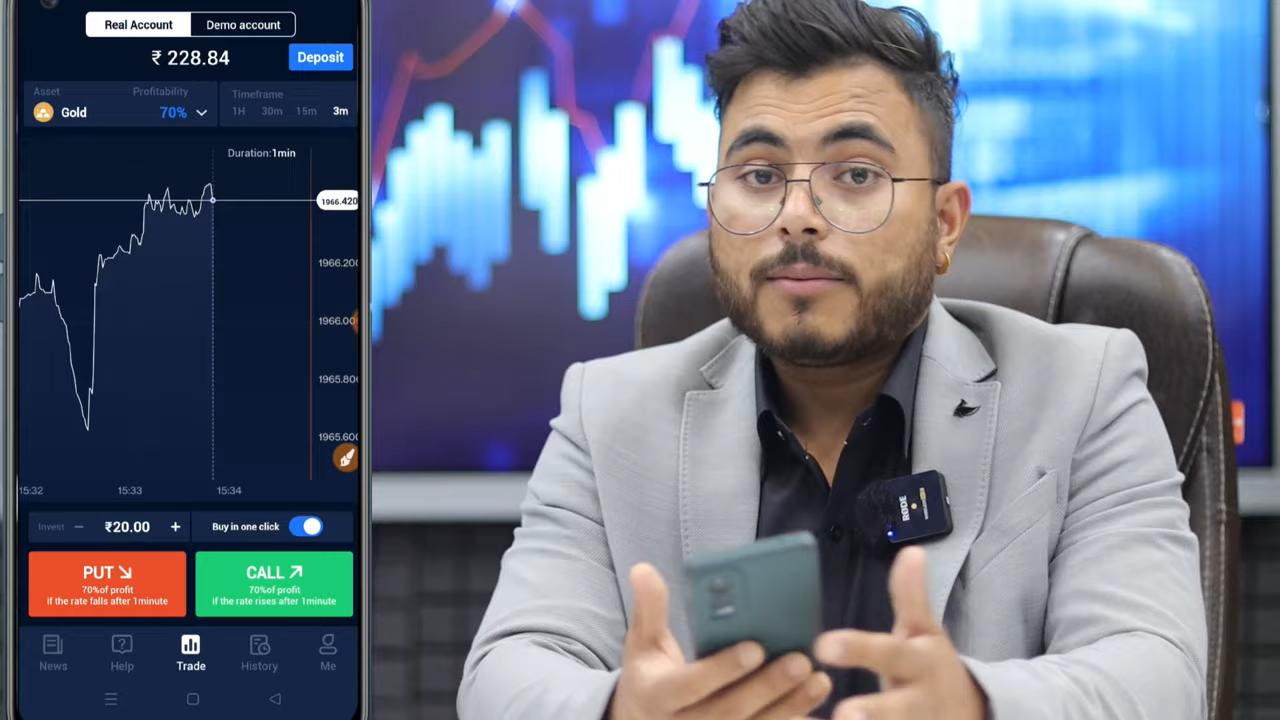 Real Account
Demo account
₹ 228.84
Deposit
Asset
Profitability
Gold
70%
Timeframe
1H 30m 15m 3m
Duration:1min
1966.420
1966.200
1966.00
1965.800
1965.600
15:32 15:33 15:34
Invest − ₹20.00 +
Buy in one click
PUT
70%of profit
if the rate falls after 1minute
CALL
70%of profit
if the rate rises after 1minute
News
Help
Trade
History
Me
RØDE